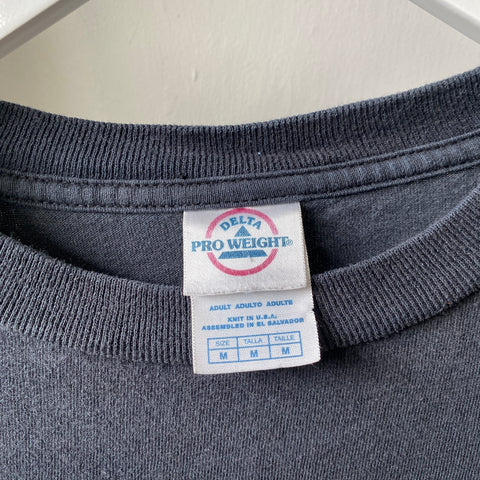 DELTA
PRO WEIGHT®
ADULT ADULTO ADULTE
KNIT IN U.S.A.
ASSEMBLED IN EL SALVADOR
SIZE TALLA TAILLE
M M M